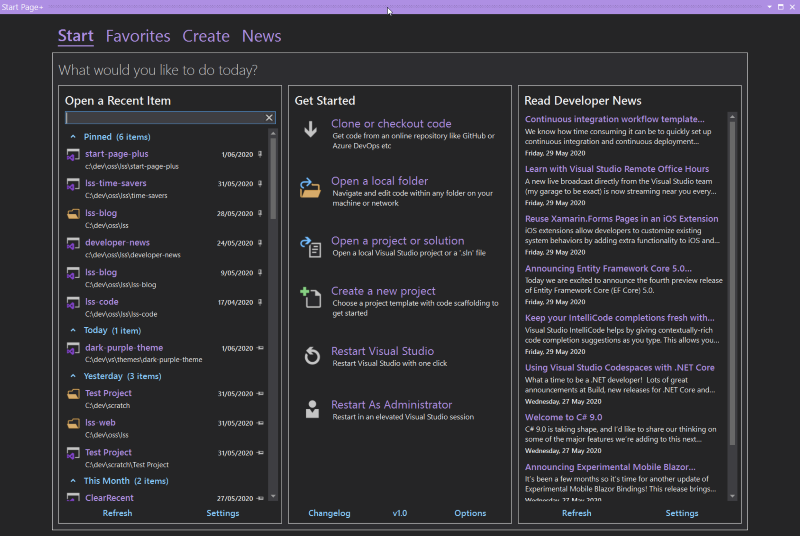 Start Page+
Start Favorites Create News
What would you like to do today?
Open a Recent Item
Pinned (6 items)
start-page-plus 1/06/2020
C:\dev\oss\lss\start-page-plus
lss-time-savers 31/05/2020
C:\dev\oss\lss\time-savers
lss-blog 28/05/2020
C:\dev\oss\lss
developer-news 24/05/2020
C:\dev\oss\lss\developer-news
lss-blog 9/05/2020
C:\dev\oss\lss\lss-blog
lss-code 17/04/2020
C:\dev\oss\lss\lss-code
Today (1 item)
dark-purple-theme 1/06/2020
C:\dev\vs\themes\dark-purple-theme
Yesterday (3 items)
Test Project 31/05/2020
C:\dev\scratch
lss-web 31/05/2020
C:\dev\oss\lss
Test Project 31/05/2020
C:\dev\scratch\Test Project
This Month (2 items)
ClearRecent 27/05/2020
Refresh Settings
Get Started
Clone or checkout code
Get code from an online repository like GitHub or
Azure DevOps etc
Open a local folder
Navigate and edit code within any folder on your
machine or network
Open a project or solution
Open a local Visual Studio project or a '.sln' file
Create a new project
Choose a project template with code scaffolding to
get started
Restart Visual Studio
Restart Visual Studio with one click
Restart As Administrator
Restart in an elevated Visual Studio session
Changelog v1.0 Options
Read Developer News
Continuous integration workflow template...
We know how time consuming it can be to quickly set up
continuous integration and continuous deployment...
Friday, 29 May 2020
Learn with Visual Studio Remote Office Hours
A new live broadcast directly from the Visual Studio team
(my garage to be exact) is now streaming near you every...
Friday, 29 May 2020
Reuse Xamarin.Forms Pages in an iOS Extension
iOS extensions allow developers to customize existing
system behaviors by adding extra functionality to iOS and...
Friday, 29 May 2020
Announcing Entity Framework Core 5.0...
Today we are excited to announce the fourth preview release
of Entity Framework Core (EF Core) 5.0.
Friday, 29 May 2020
Keep your IntelliCode completions fresh with...
Visual Studio IntelliCode helps by giving contextually-rich
code completion suggestions as you type. This allows you...
Friday, 29 May 2020
Using Visual Studio Codespaces with .NET Core
What a time to be a .NET developer! Lots of great
announcements at Build, new releases for .NET Core and...
Wednesday, 27 May 2020
Welcome to C# 9.0
C# 9.0 is taking shape, and I'd like to share our thinking on
some of the major features we're adding to this next...
Wednesday, 27 May 2020
Announcing Experimental Mobile Blazor...
It's been a few months so it's time for another update of
Experimental Mobile Blazor Bindings! This release brings...
Wednesday, 27 May 2020
Refresh Settings